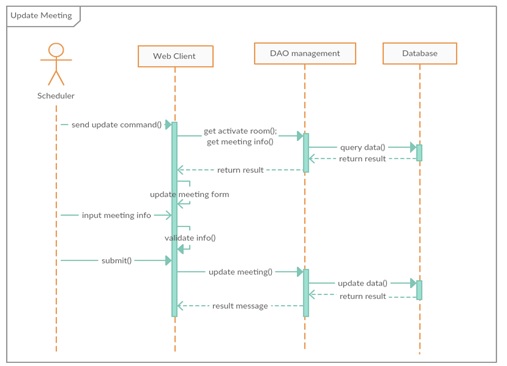 Update Meeting
Scheduler
Web Client
DAO management
Database
send update command()
get activate room();
get meeting info()
query data()
return result
return result
update meeting form
input meeting info
validate info()
submit()
update meeting()
update data()
return result
result message